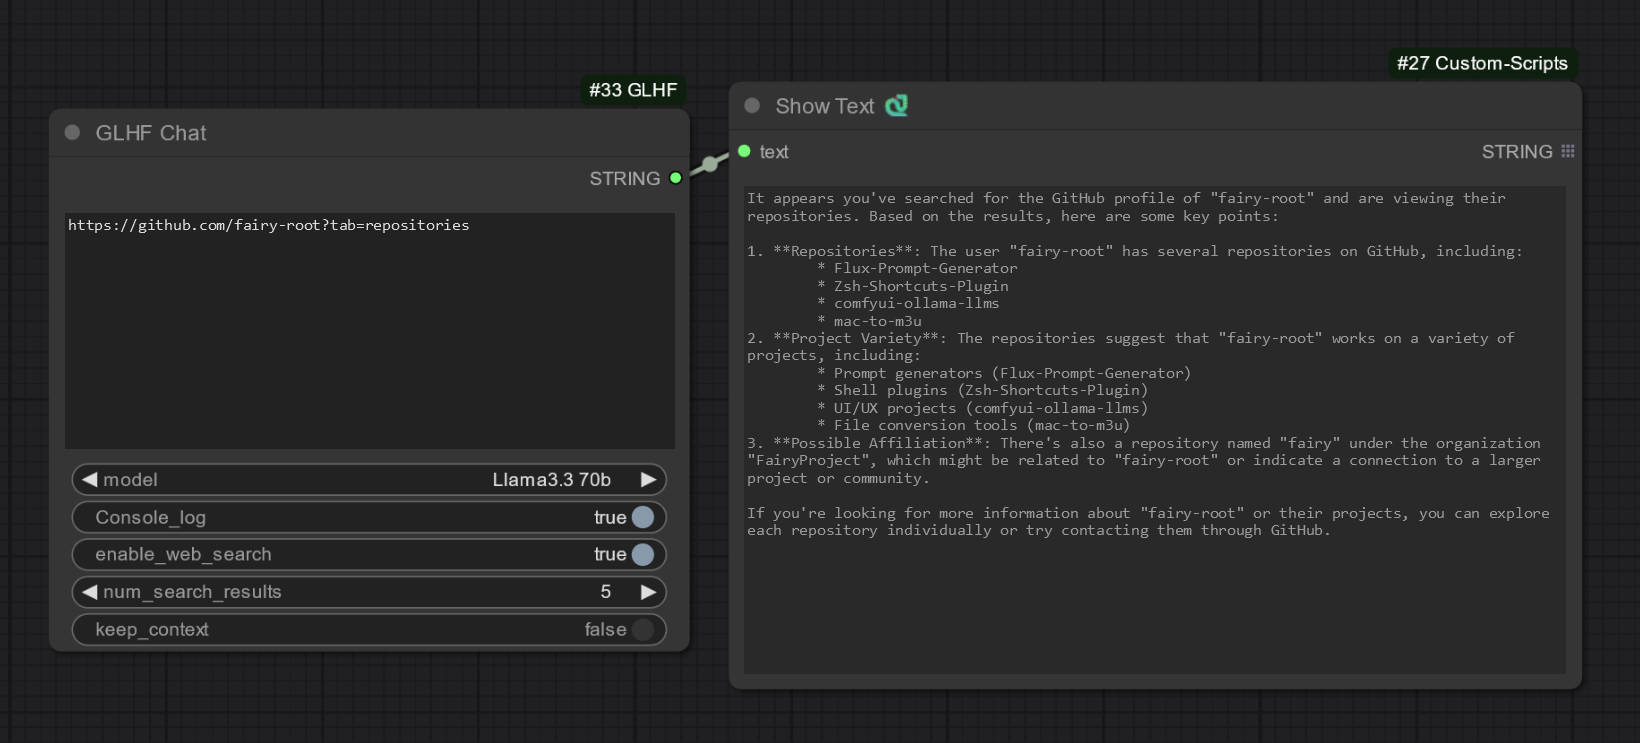 #33 GLHF
GLHF Chat
STRING
https://github.com/fairy-root?tab=repositories
model Llama3.3 70b
Console_log true
enable_web_search true
num_search_results 5
keep_context false
#27 Custom-Scripts
Show Text
text STRING
It appears you've searched for the GitHub profile of "fairy-root" and are viewing their
repositories. Based on the results, here are some key points:
1. **Repositories**: The user "fairy-root" has several repositories on GitHub, including:
* Flux-Prompt-Generator
* Zsh-Shortcuts-Plugin
* comfyui-ollama-llms
* mac-to-m3u
2. **Project Variety**: The repositories suggest that "fairy-root" works on a variety of
projects, including:
* Prompt generators (Flux-Prompt-Generator)
* Shell plugins (Zsh-Shortcuts-Plugin)
* UI/UX projects (comfyui-ollama-llms)
* File conversion tools (mac-to-m3u)
3. **Possible Affiliation**: There's also a repository named "fairy" under the organization
"FairyProject", which might be related to "fairy-root" or indicate a connection to a larger
project or community.
If you're looking for more information about "fairy-root" or their projects, you can explore
each repository individually or try contacting them through GitHub.